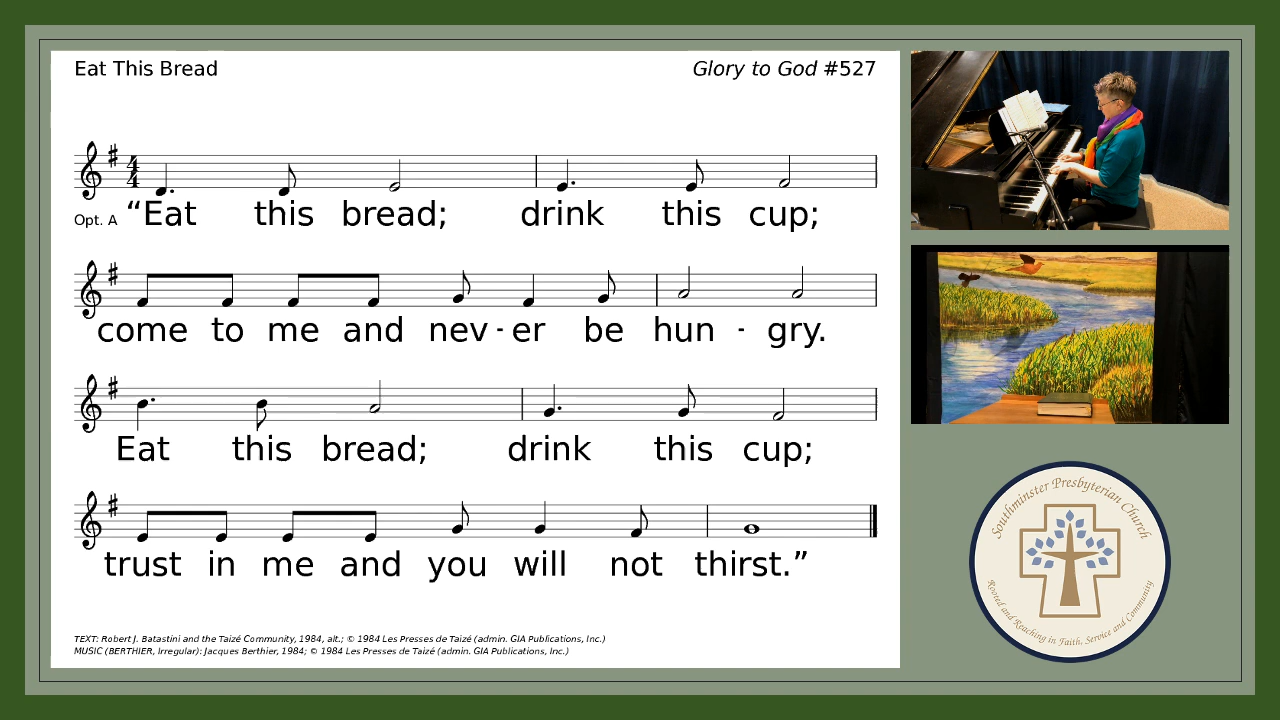 Eat This Bread
Glory to God #527
Opt. A “Eat this bread; drink this cup;
come to me and nev - er be hun - gry.
Eat this bread; drink this cup;
trust in me and you will not thirst.”
TEXT: Robert J. Batastini and the Taizé Community, 1984, alt.; © 1984 Les Presses de Taizé (admin. GIA Publications, Inc.)
MUSIC (BERTHIER, Irregular): Jacques Berthier, 1984; © 1984 Les Presses de Taizé (admin. GIA Publications, Inc.)
Southminster Presbyterian Church
Rooted and Reaching in Faith, Service and Community